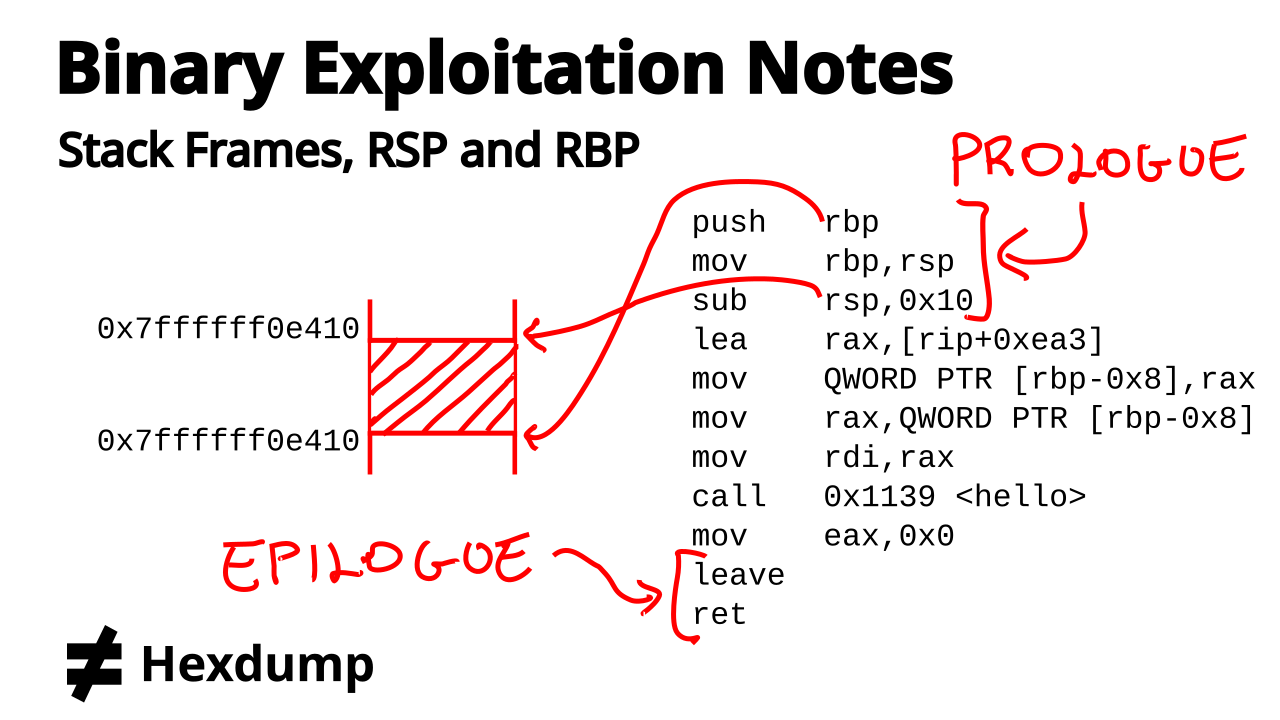 Binary Exploitation Notes
Stack Frames, RSP and RBP
PROLOGUE
push rbp
mov rbp,rsp
sub rsp,0x10
lea rax,[rip+0xea3]
mov QWORD PTR [rbp-0x8],rax
mov rax,QWORD PTR [rbp-0x8]
mov rdi,rax
call 0x1139 <hello>
mov eax,0x0
leave
ret
0x7ffffff0e410
0x7ffffff0e410
EPILOGUE
Hexdump